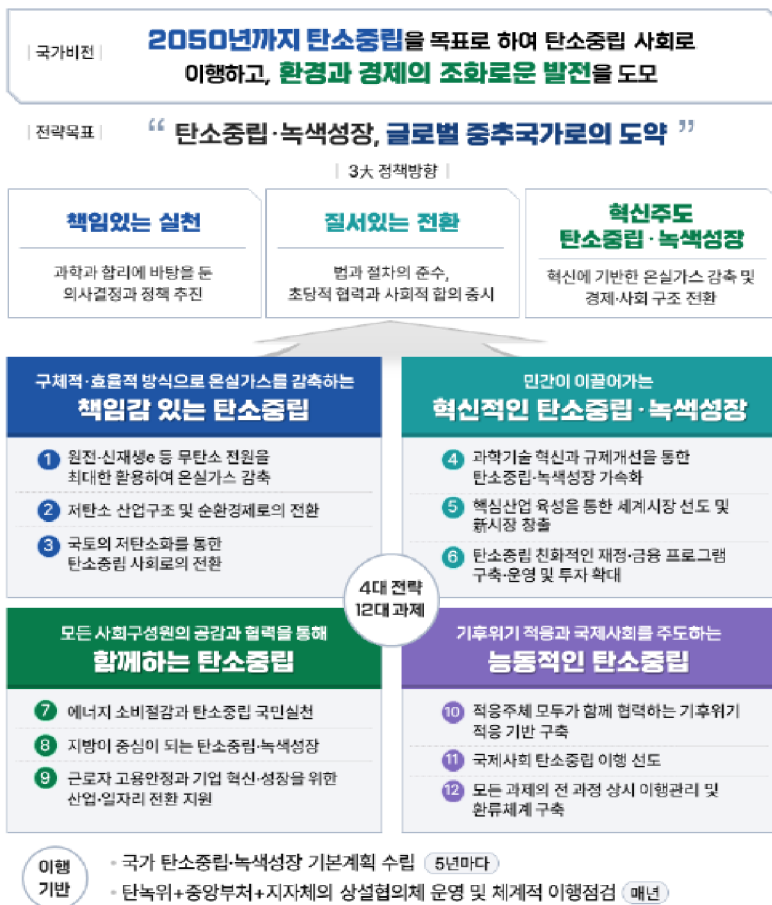 국가비전
2050년까지 탄소중립을 목표로 하여 탄소중립 사회로
이행하고, 환경과 경제의 조화로운 발전을 도모
전략목표
“ 탄소중립·녹색성장, 글로벌 중추국가로의 도약 ”
3大 정책방향
책임있는 실천
과학과 합리에 바탕을 둔
의사결정과 정책 추진
질서있는 전환
법과 절차의 준수,
초당적 협력과 사회적 합의 중시
혁신주도
탄소중립·녹색성장
혁신에 기반한 온실가스 감축 및
경제·사회 구조 전환
구체적·효율적 방식으로 온실가스를 감축하는
책임감 있는 탄소중립
1 원전·신재생e 등 무탄소 전원을
최대한 활용하여 온실가스 감축
2 저탄소 산업구조 및 순환경제로의 전환
3 국토의 저탄소화를 통한
탄소중립 사회로의 전환
민간이 이끌어가는
혁신적인 탄소중립·녹색성장
4 과학기술 혁신과 규제개선을 통한
탄소중립·녹색성장 가속화
5 핵심산업 육성을 통한 세계시장 선도 및
新시장 창출
6 탄소중립 친화적인 재정·금융 프로그램
구축·운영 및 투자 확대
4대 전략
12대 과제
모든 사회구성원의 공감과 협력을 통해
함께하는 탄소중립
7 에너지 소비절감과 탄소중립 국민실천
8 지방이 중심이 되는 탄소중립·녹색성장
9 근로자 고용안정과 기업 혁신·성장을 위한
산업·일자리 전환 지원
기후위기 적응과 국제사회를 주도하는
능동적인 탄소중립
10 적응주체 모두가 함께 협력하는 기후위기
적응 기반 구축
11 국제사회 탄소중립 이행 선도
12 모든 과제의 전 과정 상시 이행관리 및
환류체계 구축
이행
기반
· 국가 탄소중립·녹색성장 기본계획 수립 5년마다
· 탄녹위+중앙부처+지자체의 상설협의체 운영 및 체계적 이행점검 매년